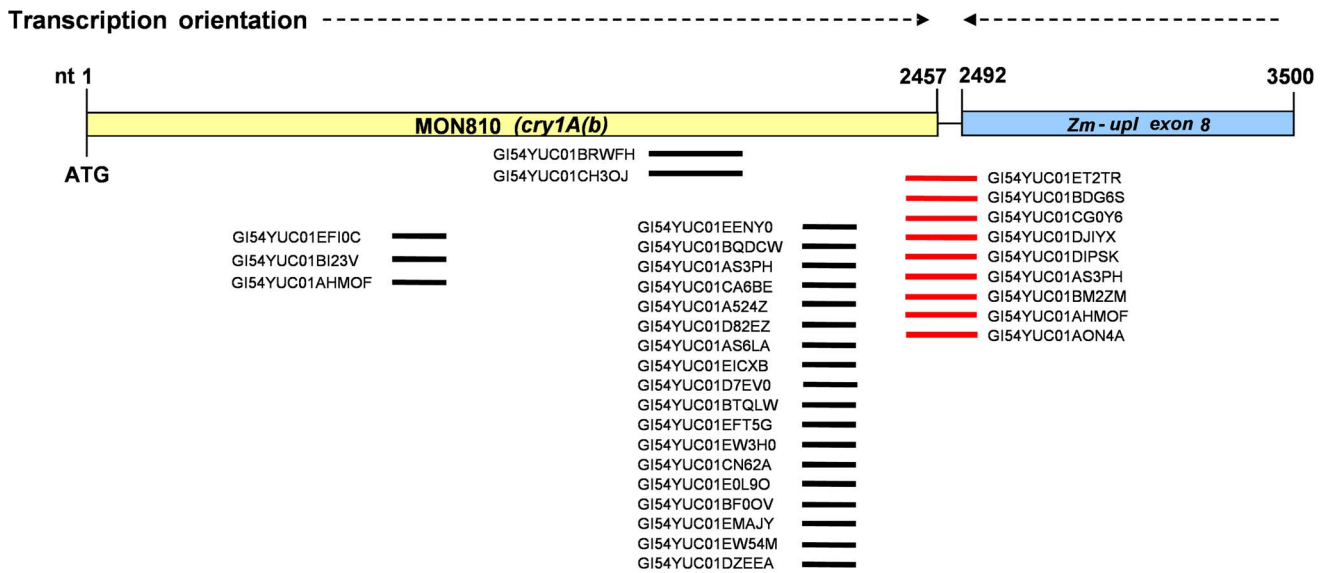 Transcription orientation
nt 1
2457
2492
3500
MON810 (cry1A(b)
Zm-upl exon 8
ATG
GI54YUC01BRWFH
GI54YUC01CH3OJ
GI54YUC01EFI0C
GI54YUC01BI23V
GI54YUC01AHMOF
GI54YUC01EENY0
GI54YUC01BQDCW
GI54YUC01AS3PH
GI54YUC01CA6BE
GI54YUC01A524Z
GI54YUC01D82EZ
GI54YUC01AS6LA
GI54YUC01EICXB
GI54YUC01D7EV0
GI54YUC01BTQLW
GI54YUC01EFT5G
GI54YUC01EW3H0
GI54YUC01CN62A
GI54YUC01E0L9O
GI54YUC01BF0OV
GI54YUC01EMAJY
GI54YUC01EW54M
GI54YUC01DZEEA
GI54YUC01ET2TR
GI54YUC01BDG6S
GI54YUC01CG0Y6
GI54YUC01DJIYX
GI54YUC01DIPSK
GI54YUC01AS3PH
GI54YUC01BM2ZM
GI54YUC01AHMOF
GI54YUC01AON4A